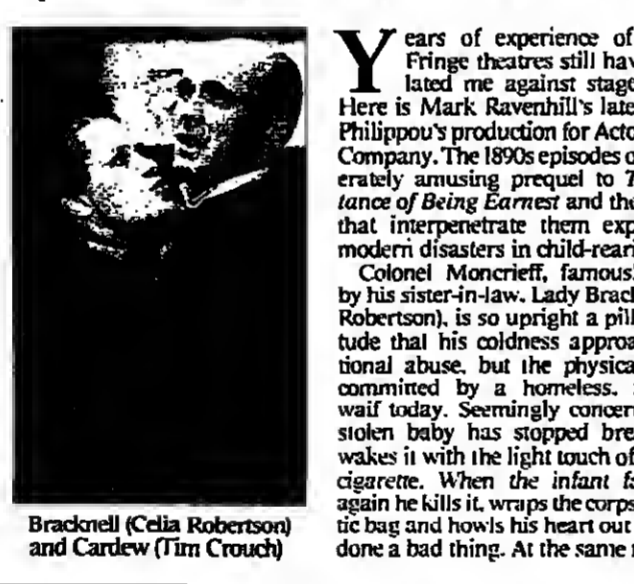 Years of experience of
Fringe theatres still hav
lated me against stage
Here is Mark Ravenhill's late
Philippou's production for Acto
Company. The 1890s episodes o
erately amusing prequel to T
tance of Being Earnest and the
that interpenetrate them exp
modern disasters in child-reari
Colonel Moncrieff, famous
by his sister-in-law. Lady Brack
Robertson), is so upright a pill
tude that his coldness approa
tional abuse, but the physica
committed by a homeless,
waif today. Seemingly concern
stolen baby has stopped bre
wakes it with the light touch of
cigarette. When the infant fa
again he kills it, wraps the corps
tic bag and howls his heart out
done a bad thing. At the same
Bracknell (Celia Robertson)
and Cardew (Tim Crouch)